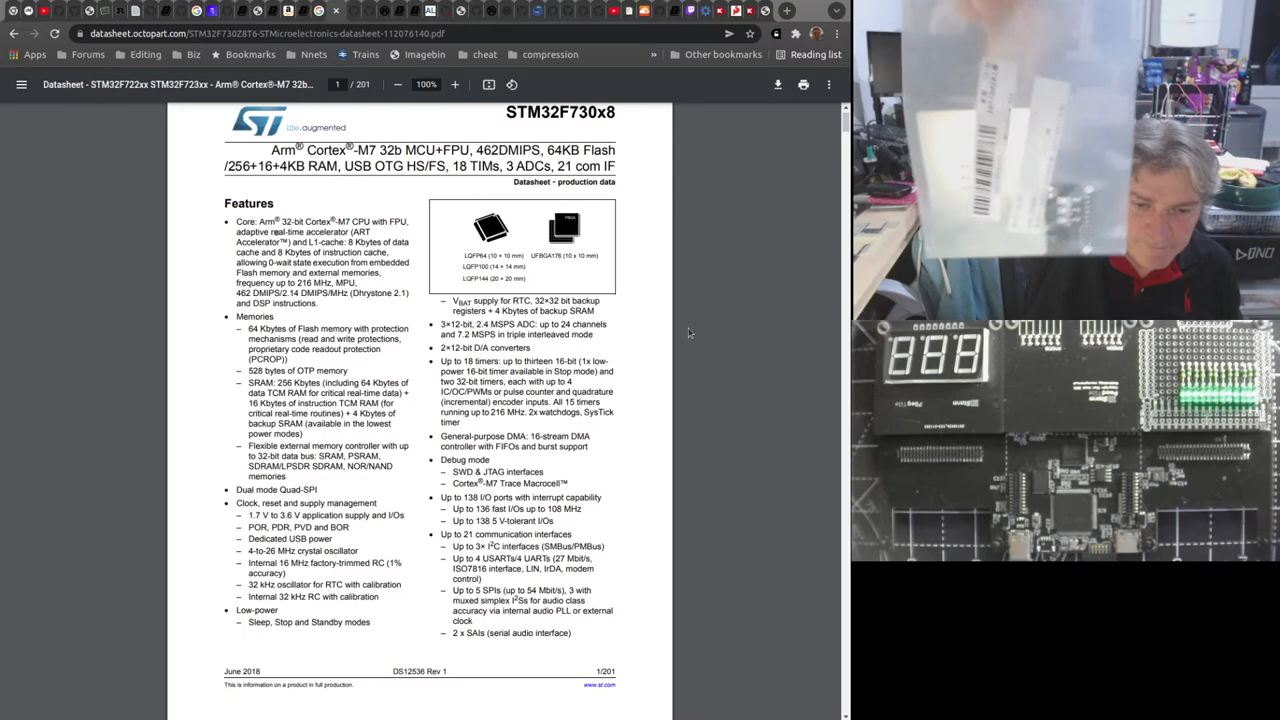 datasheet.octopart.com/STM32F730Z8T6-STMicroelectronics-datasheet-112076140.pdf
Apps Forums Editing Biz Bookmarks Nnets Trains Imaging cheat compression » Other bookmarks Reading list
Datasheet - STM32F722xx STM32F723xx - Arm® Cortex®-M7 32b... 1 / 201 100%
ST life.augmented
STM32F730x8
Arm® Cortex®-M7 32b MCU+FPU, 462DMIPS, 64KB Flash
/256+16+4KB RAM, USB OTG HS/FS, 18 TIMs, 3 ADCs, 21 com IF
Datasheet - production data
Features
• Core: Arm® 32-bit Cortex®-M7 CPU with FPU,
adaptive real-time accelerator (ART
Accelerator™) and L1-cache: 8 Kbytes of data
cache and 8 Kbytes of instruction cache,
allowing 0-wait state execution from embedded
Flash memory and external memories,
frequency up to 216 MHz, MPU,
462 DMIPS/2.14 DMIPS/MHz (Dhrystone 2.1)
and DSP instructions.
• Memories
– 64 Kbytes of Flash memory with protection
mechanisms (read and write protections,
proprietary code readout protection
(PCROP))
– 528 bytes of OTP memory
– SRAM: 256 Kbytes (including 64 Kbytes of
data TCM RAM for critical real-time data) +
16 Kbytes of instruction TCM RAM (for
critical real-time routines) + 4 Kbytes of
backup SRAM (available in the lowest
power modes)
– Flexible external memory controller with up
to 32-bit data bus: SRAM, PSRAM,
SDRAM/LPSDR SDRAM, NOR/NAND
memories
• Dual mode Quad-SPI
• Clock, reset and supply management
– 1.7 V to 3.6 V application supply and I/Os
– POR, PDR, PVD and BOR
– Dedicated USB power
– 4-to-26 MHz crystal oscillator
– Internal 16 MHz factory-trimmed RC (1%
accuracy)
– 32 kHz oscillator for RTC with calibration
– Internal 32 kHz RC with calibration
• Low-power
– Sleep, Stop and Standby modes
FBGA
LQFP64 (10 × 10 mm) UFBGA176 (10 x 10 mm)
LQFP100 (14 × 14 mm)
LQFP144 (20 × 20 mm)
– VBAT supply for RTC, 32×32 bit backup
registers + 4 Kbytes of backup SRAM
• 3×12-bit, 2.4 MSPS ADC: up to 24 channels
and 7.2 MSPS in triple interleaved mode
• 2×12-bit D/A converters
• Up to 18 timers: up to thirteen 16-bit (1x low-
power 16-bit timer available in Stop mode) and
two 32-bit timers, each with up to 4
IC/OC/PWMs or pulse counter and quadrature
(incremental) encoder inputs. All 15 timers
running up to 216 MHz. 2x watchdogs, SysTick
timer
• General-purpose DMA: 16-stream DMA
controller with FIFOs and burst support
• Debug mode
– SWD & JTAG interfaces
– Cortex®-M7 Trace Macrocell™
• Up to 138 I/O ports with interrupt capability
– Up to 136 fast I/Os up to 108 MHz
– Up to 138 5 V-tolerant I/Os
• Up to 21 communication interfaces
– Up to 3× I²C interfaces (SMBus/PMBus)
– Up to 4 USARTs/4 UARTs (27 Mbit/s,
ISO7816 interface, LIN, IrDA, modem
control)
– Up to 5 SPIs (up to 54 Mbit/s), 3 with
muxed simplex I²Ss for audio class
accuracy via internal audio PLL or external
clock
– 2 x SAIs (serial audio interface)
June 2018 DS12536 Rev 1 1/201
This is information on a product in full production. www.st.com
888